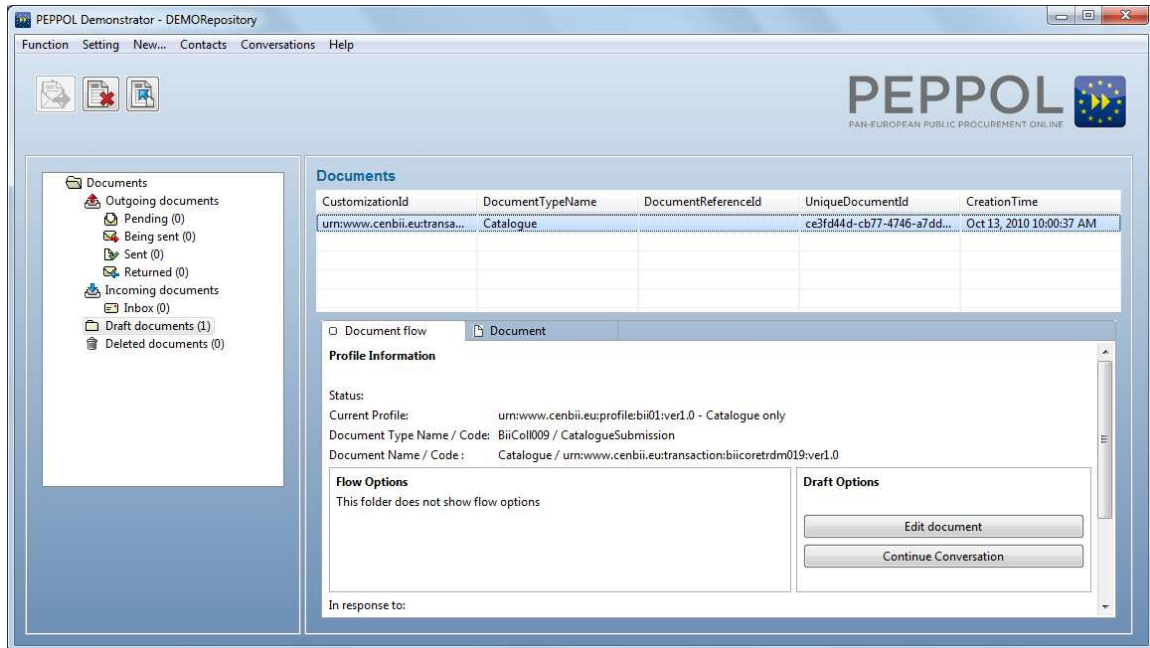 PEPPOL Demonstrator - DEMORepository
Function Setting New... Contacts Conversations Help
PEPPOL
PAN-EUROPEAN PUBLIC PROCUREMENT ONLINE
Documents
Outgoing documents
Pending (0)
Being sent (0)
Sent (0)
Returned (0)
Incoming documents
Inbox (0)
Draft documents (1)
Deleted documents (0)
Documents
CustomizationId DocumentTypeName DocumentReferenceId UniqueDocumentId CreationTime
urn:www.cenbii.eu:transa... Catalogue ce3fd44d-cb77-4746-a7dd... Oct 13, 2010 10:00:37 AM
Document flow Document
Profile Information
Status:
Current Profile: urn:www.cenbii.eu:profile:bii01:ver1.0 - Catalogue only
Document Type Name / Code: BiiColl009 / CatalogueSubmission
Document Name / Code : Catalogue / urn:www.cenbii.eu:transaction:biicoretrdm019:ver1.0
Flow Options
This folder does not show flow options
Draft Options
Edit document
Continue Conversation
In response to: